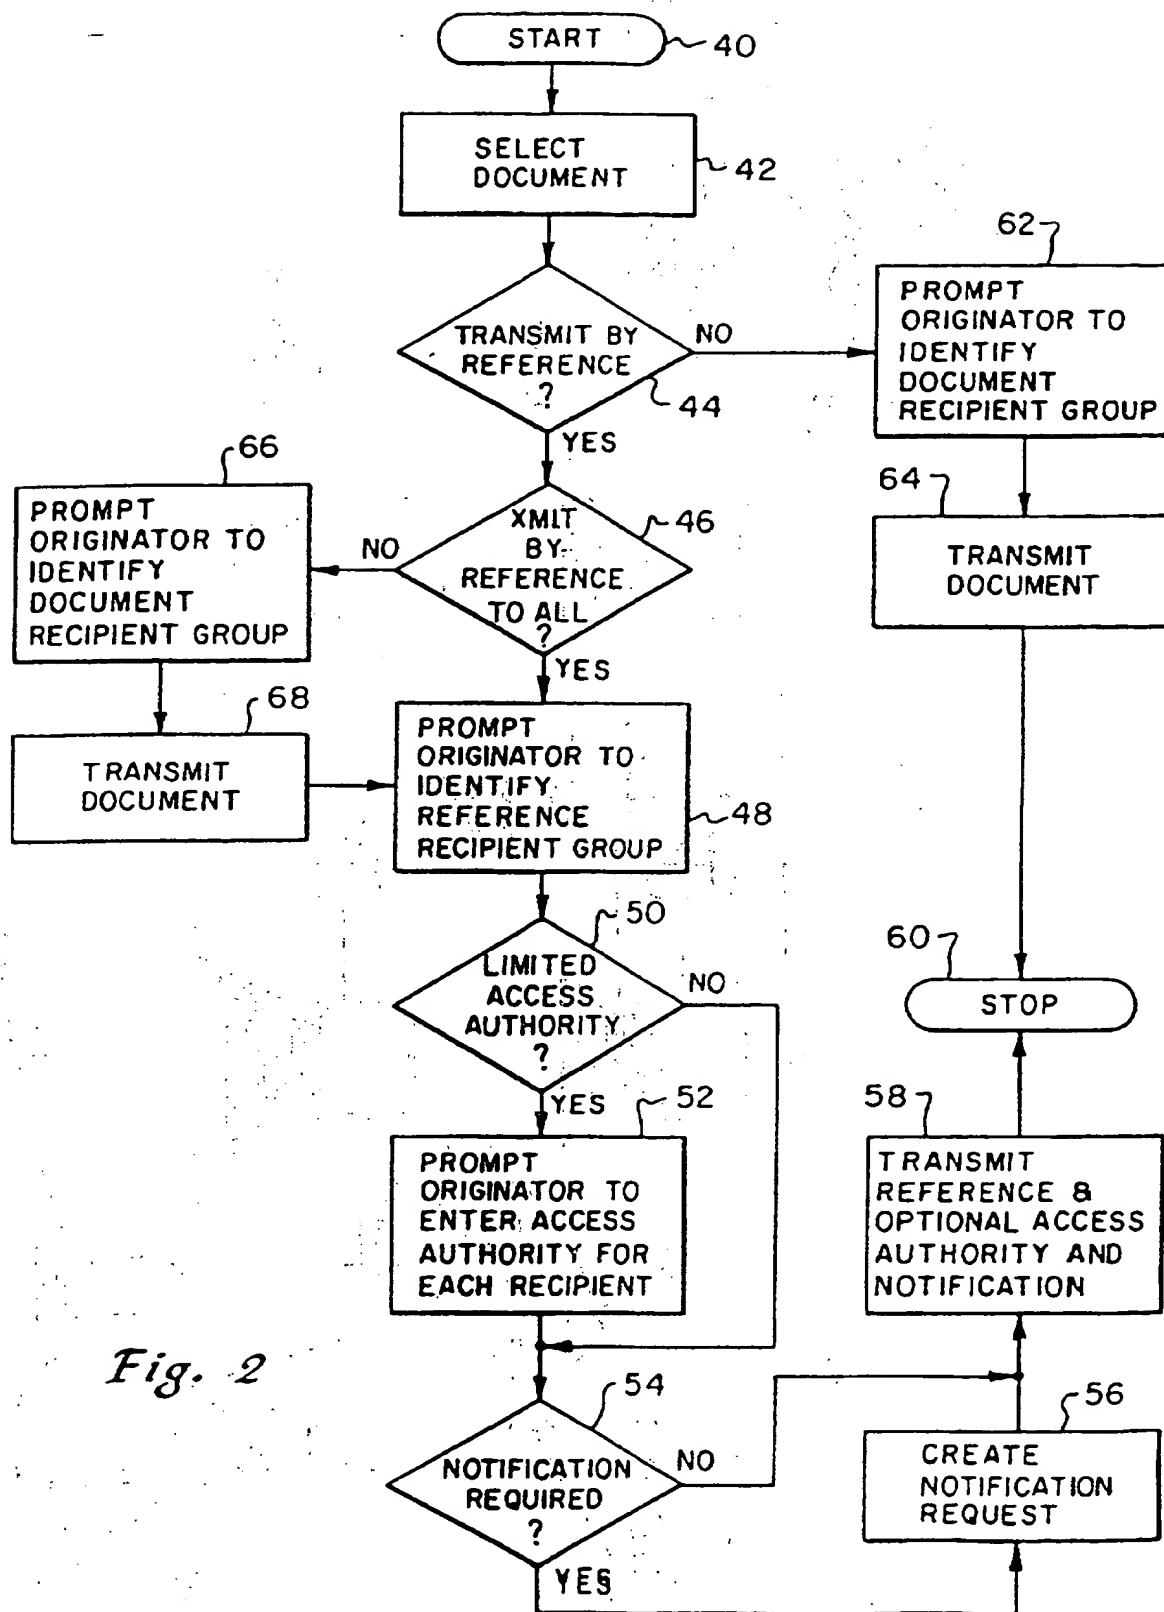 START
40
SELECT
DOCUMENT
42
TRANSMIT BY
REFERENCE
?
44
NO
YES
62
PROMPT
ORIGINATOR TO
IDENTIFY
DOCUMENT
RECIPIENT GROUP
64
TRANSMIT
DOCUMENT
XMIT
BY
REFERENCE
TO ALL
?
46
NO
YES
66
PROMPT
ORIGINATOR TO
IDENTIFY
DOCUMENT
RECIPIENT GROUP
68
TRANSMIT
DOCUMENT
PROMPT
ORIGINATOR TO
IDENTIFY
REFERENCE
RECIPIENT GROUP
48
50
LIMITED
ACCESS
AUTHORITY
?
NO
YES
60
STOP
52
PROMPT
ORIGINATOR TO
ENTER ACCESS
AUTHORITY FOR
EACH RECIPIENT
58
TRANSMIT
REFERENCE &
OPTIONAL ACCESS
AUTHORITY AND
NOTIFICATION
Fig. 2
54
NOTIFICATION
REQUIRED
?
NO
YES
56
CREATE
NOTIFICATION
REQUEST